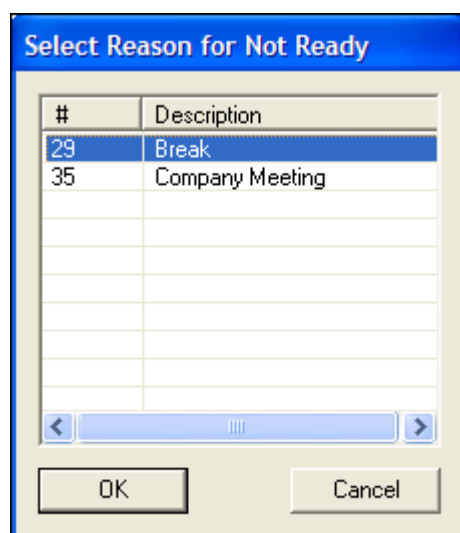 Select Reason for Not Ready
# Description
29 Break
35 Company Meeting
OK Cancel